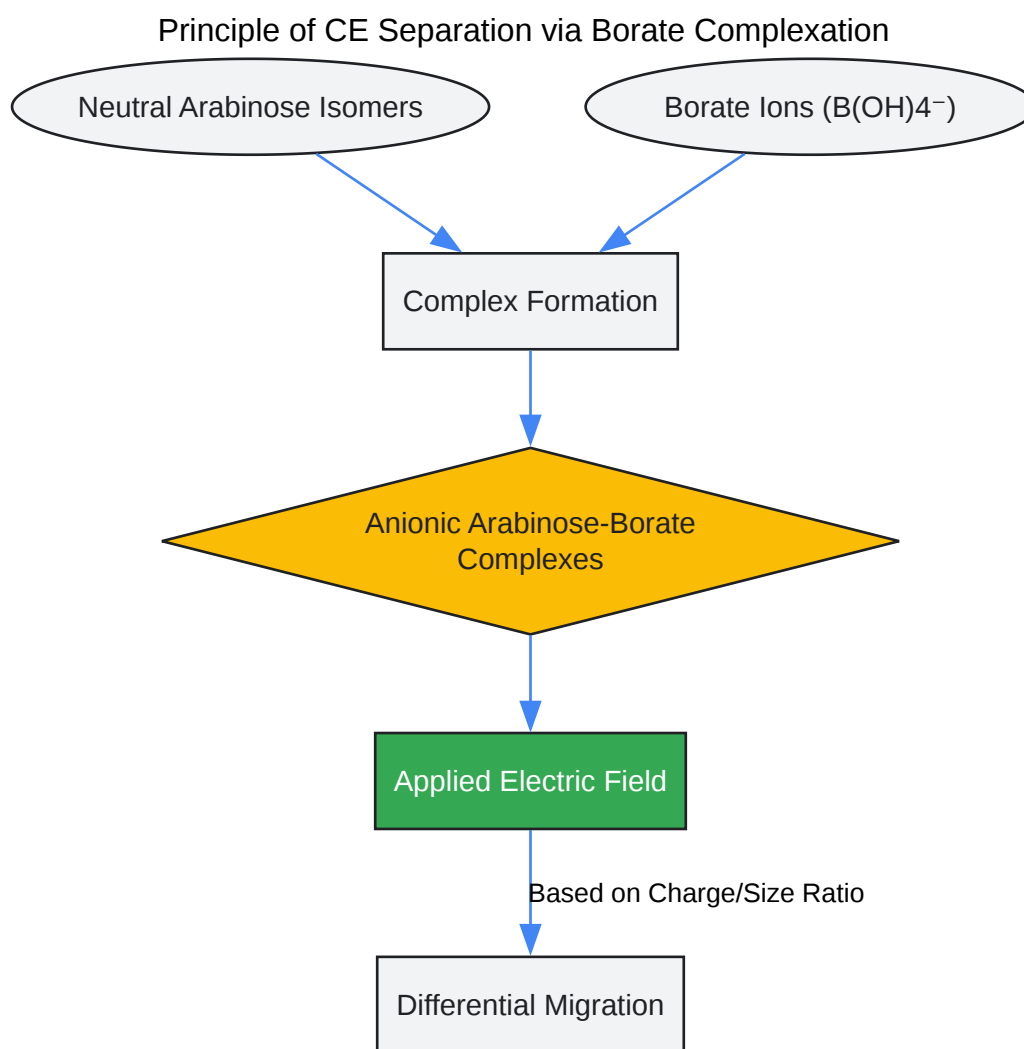 Principle of CE Separation via Borate Complexation
Neutral Arabinose Isomers
Borate Ions (B(OH)4⁻)
Complex Formation
Anionic Arabinose-Borate
Complexes
Applied Electric Field
Based on Charge/Size Ratio
Differential Migration